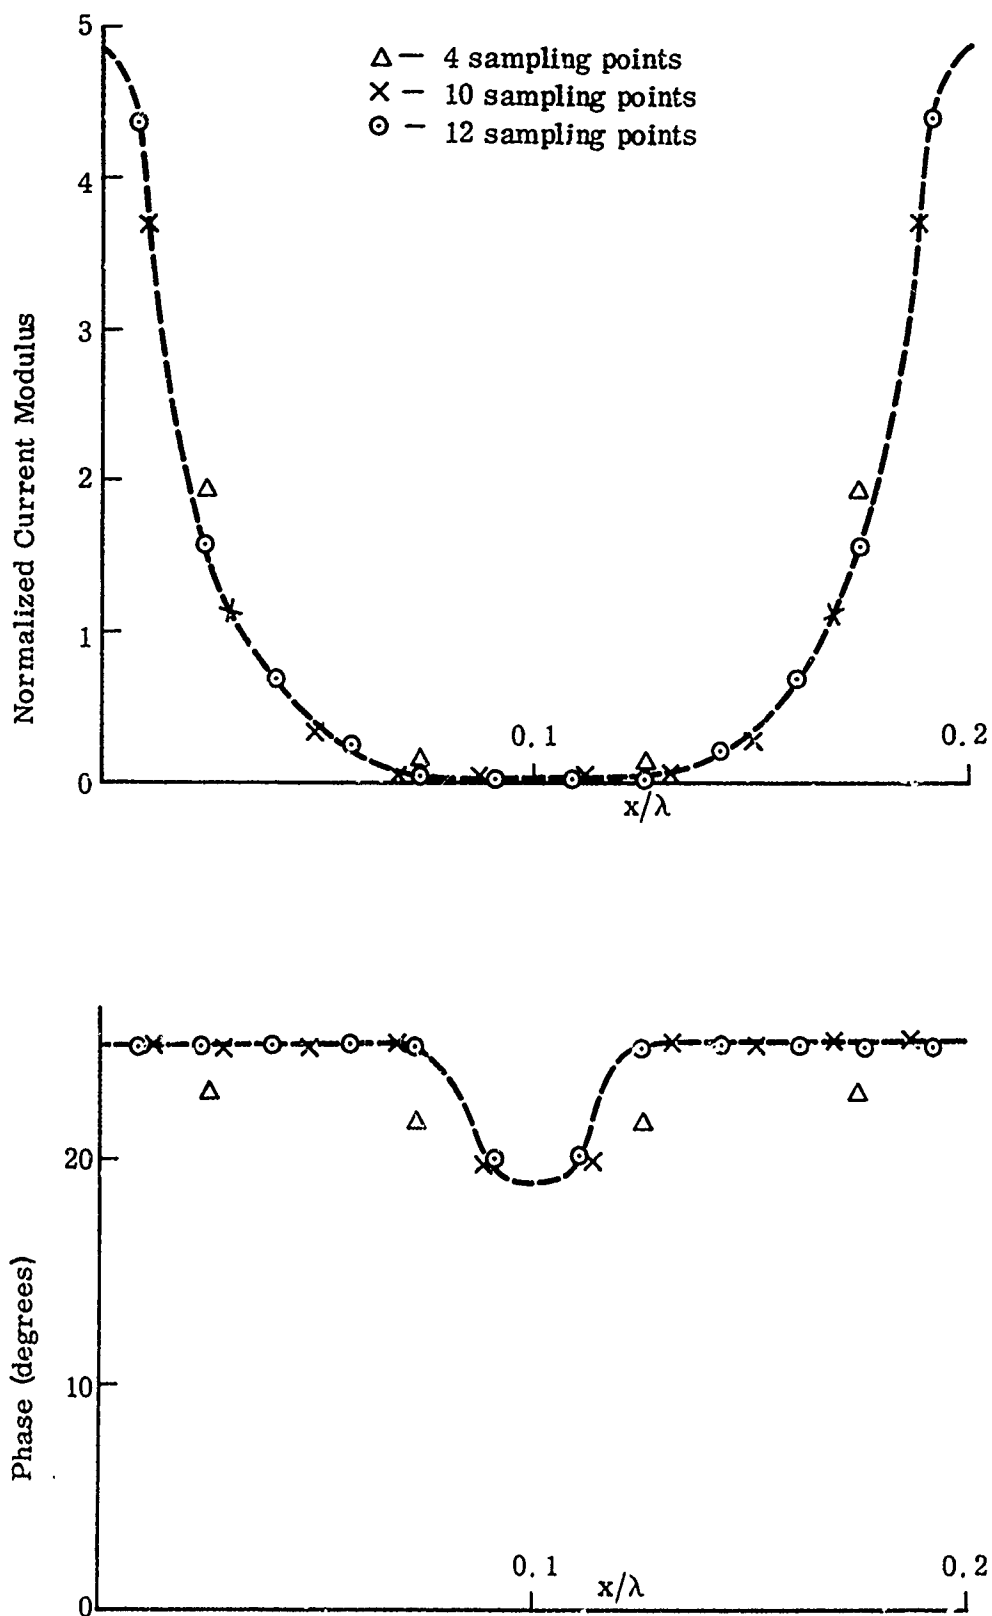 5
△ — 4 sampling points
× — 10 sampling points
⊙ — 12 sampling points
4
3
Normalized Current Modulus
2
1
0.1
0.2
0
x/λ
20
Phase (degrees)
10
0.1
0.2
x/λ
0